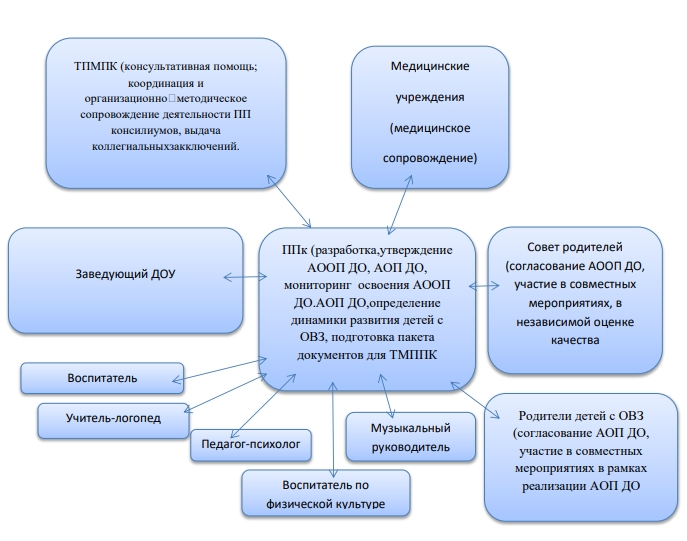 ТПМПК (консультативная помощь;
координация и
организационно□методическое
сопровождение деятельности ПП
консилиумов, выдача
коллегиальныхзакключений.
Медицинские
учреждения
(медицинское
сопровождение)
Заведующий ДОУ
ППк (разработка,утверждение
АООП ДО, АОП ДО,
мониторинг освоения АООП
ДО.АОП ДО,определение
динамики развития детей с
ОВЗ, подготовка пакета
документов для ТМППК
Совет родителей
(согласование АООП ДО,
участие в совместных
мероприятиях, в
независимой оценке
качества
Воспитатель
Учитель-логопед
Педагог-психолог
Воспитатель по
физической культуре
Музыкальный
руководитель
Родители детей с ОВЗ
(согласование АОП ДО,
участие в совместных
мероприятиях в рамках
реализации АОП ДО